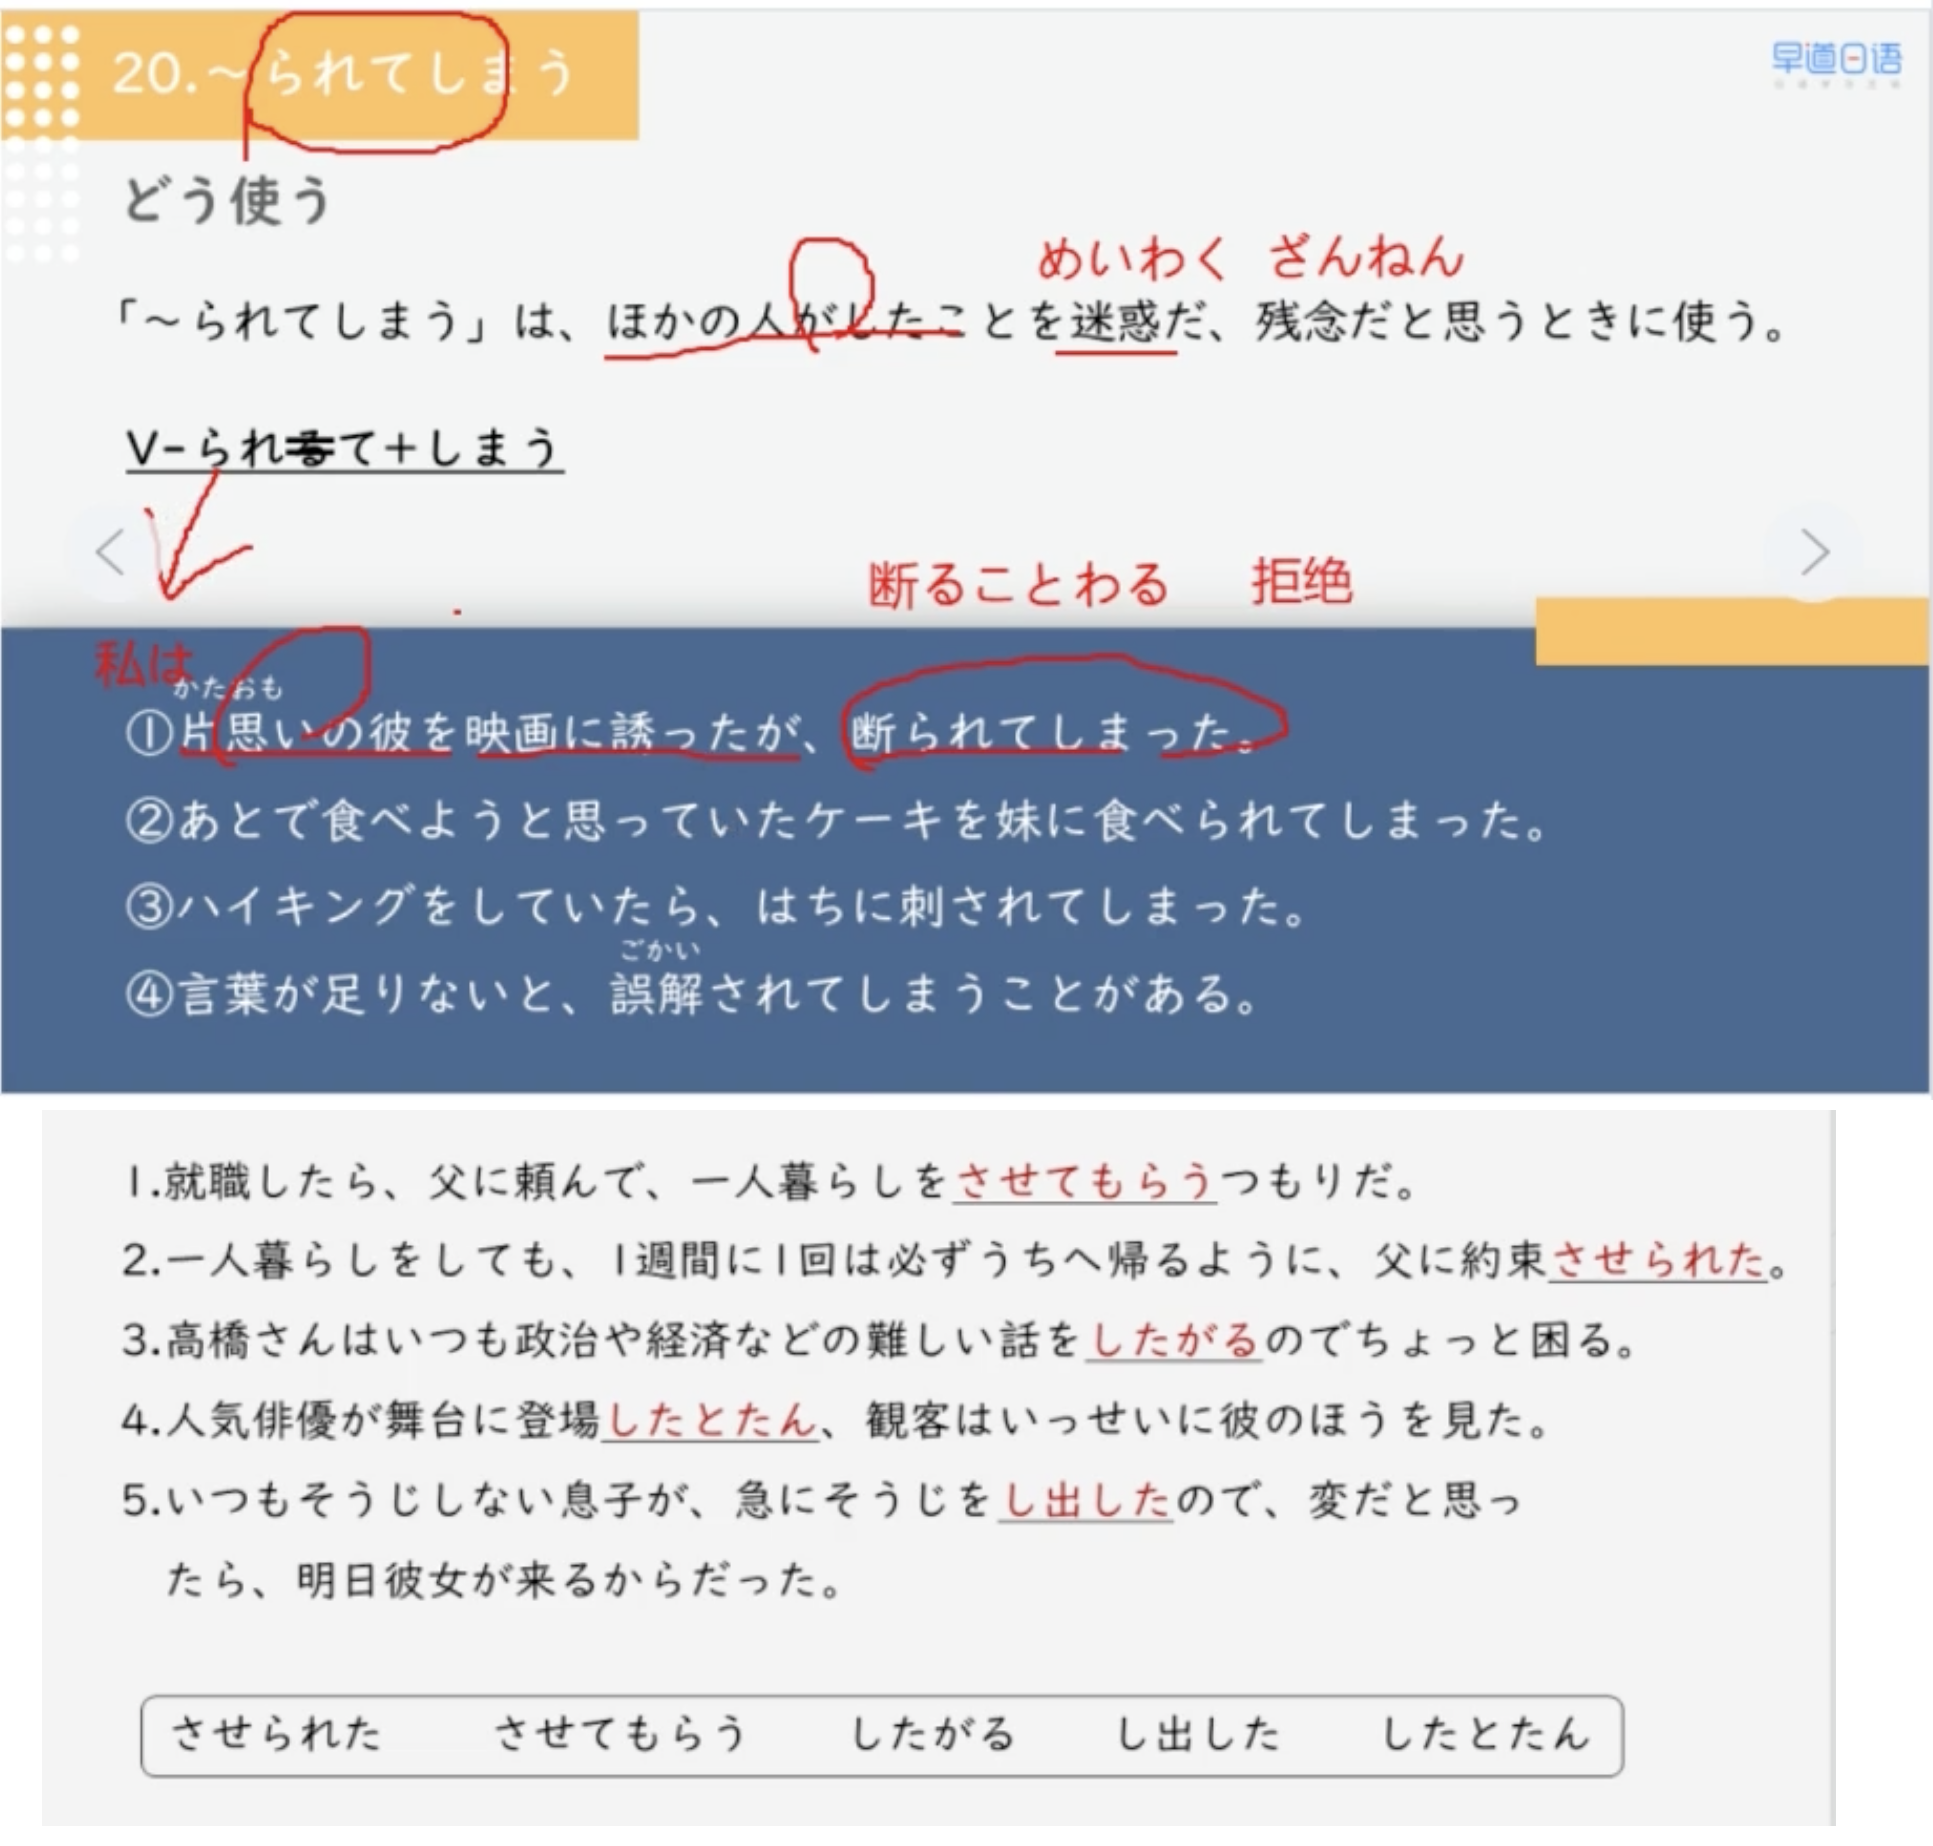 20.～られてしまう
早道日语
どう使う
めいわく ざんねん
「～られてしまう」は、ほかの人がしたことを迷惑だ、残念だと思うときに使う。
V-られるて+しまう
断ることわる 拒绝
私は
かたおも
①片思いの彼を映画に誘ったが、断られてしまった。
②あとで食べようと思っていたケーキを妹に食べられてしまった。
③ハイキングをしていたら、はちに刺されてしまった。
ごかい
④言葉が足りないと、誤解されてしまうことがある。
1.就職したら、父に頼んで、一人暮らしをさせてもらうつもりだ。
2.一人暮らしをしても、1週間に1回は必ずうちへ帰るように、父に約束させられた。
3.高橋さんはいつも政治や経済などの難しい話をしたがるのでちょっと困る。
4.人気俳優が舞台に登場したとたん、観客はいっせいに彼のほうを見た。
5.いつもそうじしない息子が、急にそうじをし出したので、変だと思っ
たら、明日彼女が来るからだった。
させられた させてもらう したがる し出した したとたん